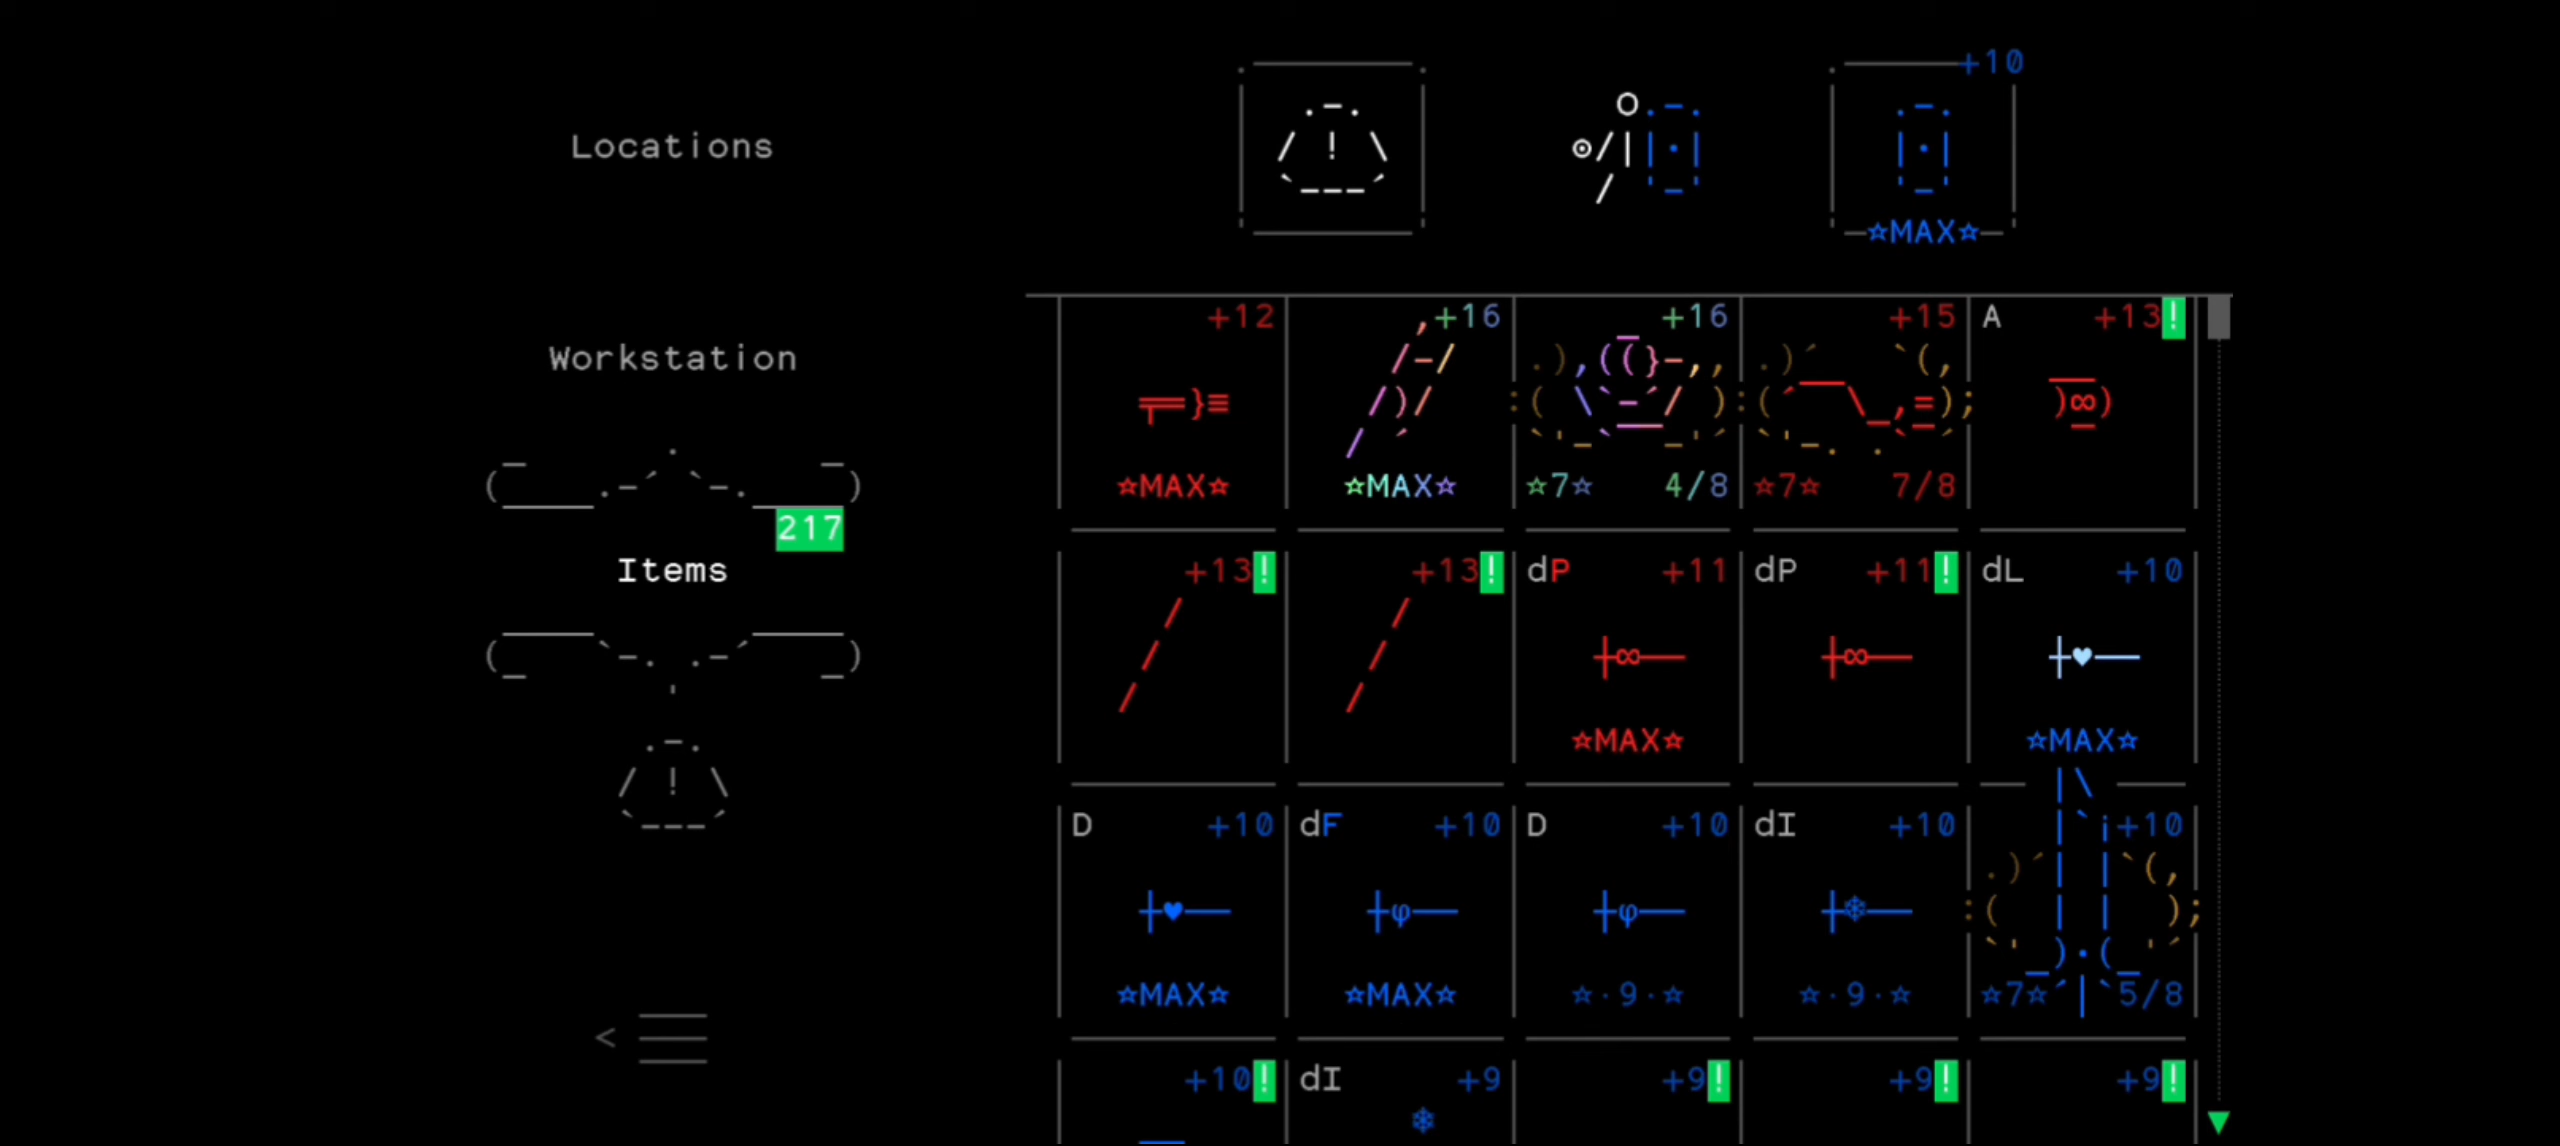 +10
Locations
☆MAX☆
+12 +16 +16 +15 A +13!
Workstation
☆MAX☆ ☆MAX☆ ☆7☆ 4/8 ☆7☆ 7/8
217
Items
+13! +13! dP +11 dP +11! dL +10
☆MAX☆ ☆MAX☆
D +10 dF +10 D +10 dI +10 +10
☆MAX☆ ☆MAX☆ ☆·9·☆ ☆·9·☆ ☆7☆ 5/8
+10! dI +9 +9! +9! +9!